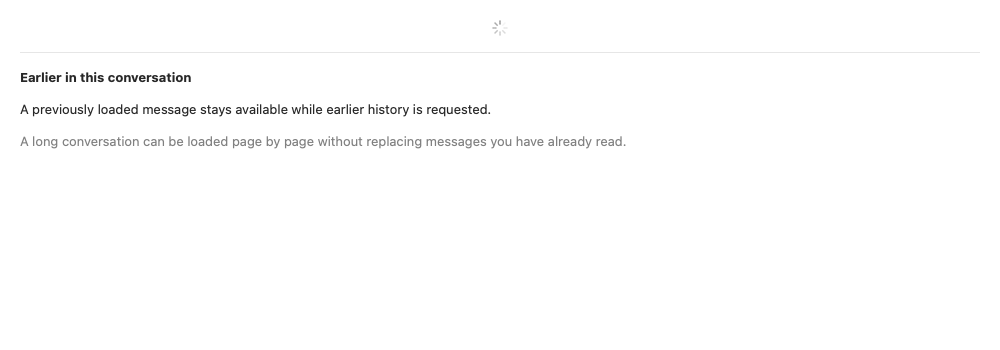 Earlier in this conversation
A previously loaded message stays available while earlier history is requested.
A long conversation can be loaded page by page without replacing messages you have already read.